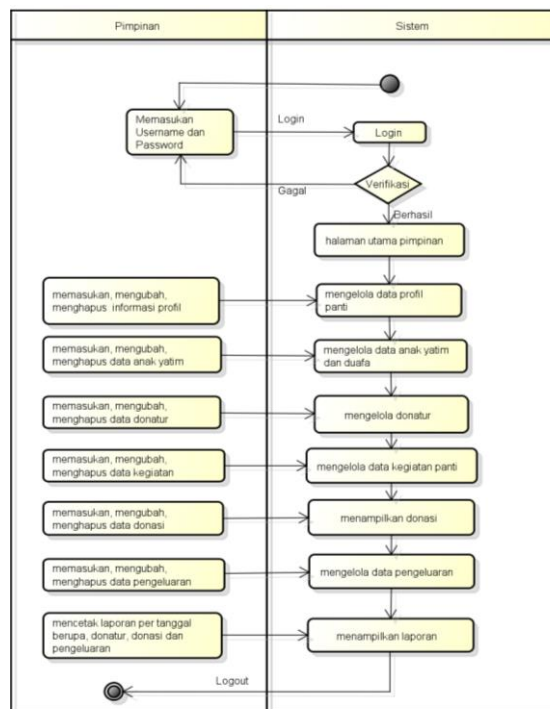 Pimpinan
Sistem
Memasukan
Username dan
Password
Login
Login
Verifikasi
Gagal
Berhasil
halaman utama pimpinan
memasukan, mengubah,
menghapus informasi profil
mengelola data profil
panti
memasukan, mengubah,
menghapus data anak yatim
mengelola data anak yatim
dan duafa
memasukan, mengubah,
menghapus data donatur
mengelola donatur
memasukan, mengubah,
menghapus data kegiatan
mengelola data kegiatan panti
memasukan, mengubah,
menghapus data donasi
menampilkan donasi
memasukan, mengubah,
menghapus data pengeluaran
mengelola data pengeluaran
mencetak laporan per tanggal
berupa, donatur, donasi dan
pengeluaran
menampilkan laporan
Logout